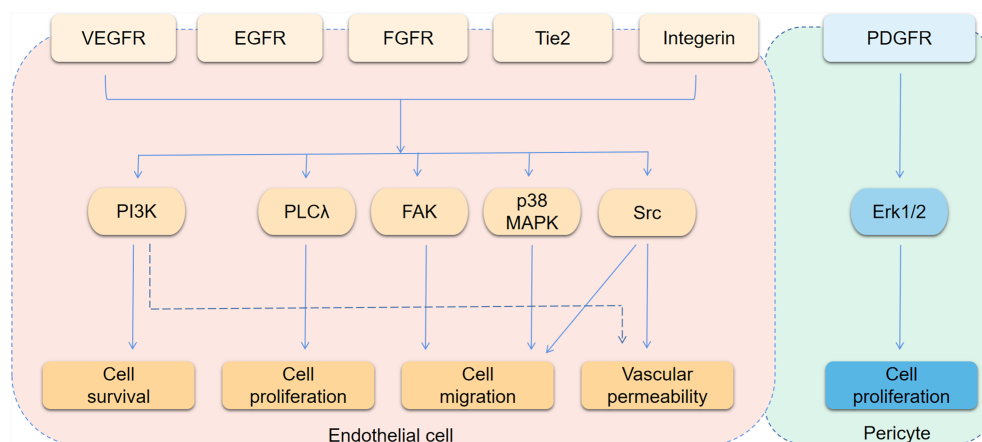 VEGFR
EGFR
FGFR
Tie2
Integerin
PDGFR
PI3K
PLCλ
FAK
p38
MAPK
Src
Erk1/2
Cell
survival
Cell
proliferation
Cell
migration
Vascular
permeability
Cell
proliferation
Endothelial cell
Pericyte